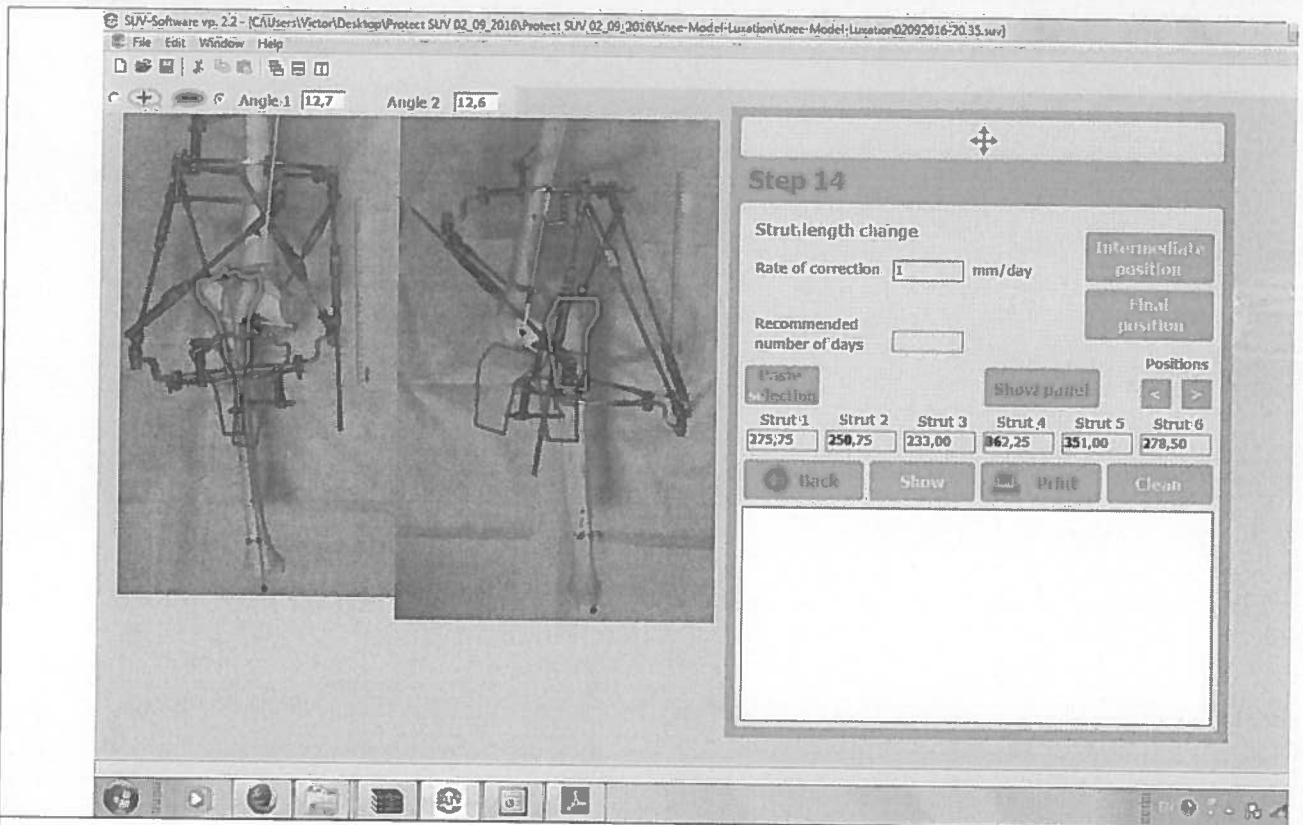 SUV-Software vp. 2.2 - [C:\Users\Victor\Desktop\Protect SUV 02_09_2016\Protect SUV 02_09_2016\Knee-Model-Luxation\Knee-Model-Luxation02092016-20.35.suv]
File Edit Window Help
Angle 1 12,7 Angle 2 12,6
Step 14
Strut length change
Rate of correction 1 mm/day
Intermediate position
Final position
Recommended number of days
Positions
Paste selection
Show panel
< >
Strut 1 Strut 2 Strut 3 Strut 4 Strut 5 Strut 6
275,75 250,75 233,00 362,25 351,00 278,50
Back Show Print Clean